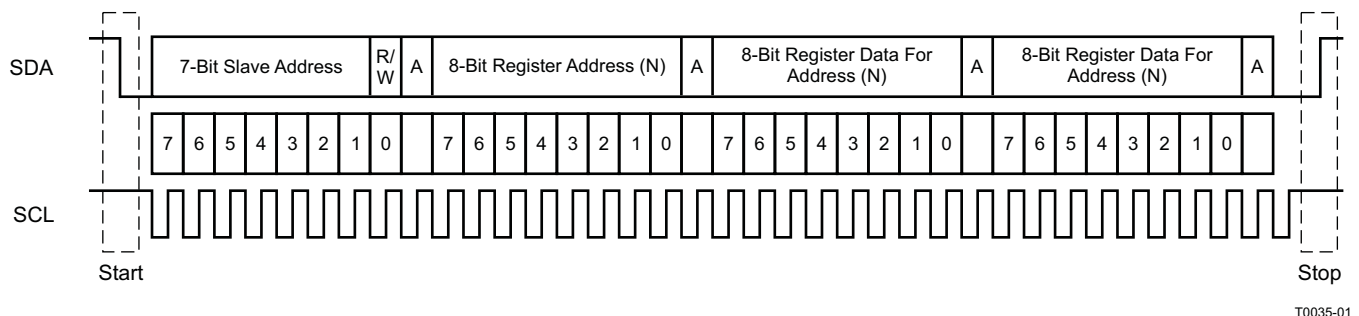 SDA
7-Bit Slave Address
R/
W
A
8-Bit Register Address (N)
A
8-Bit Register Data For
Address (N)
A
8-Bit Register Data For
Address (N)
A
7 6 5 4 3 2 1 0 7 6 5 4 3 2 1 0 7 6 5 4 3 2 1 0 7 6 5 4 3 2 1 0
SCL
Start
Stop
T0035-01